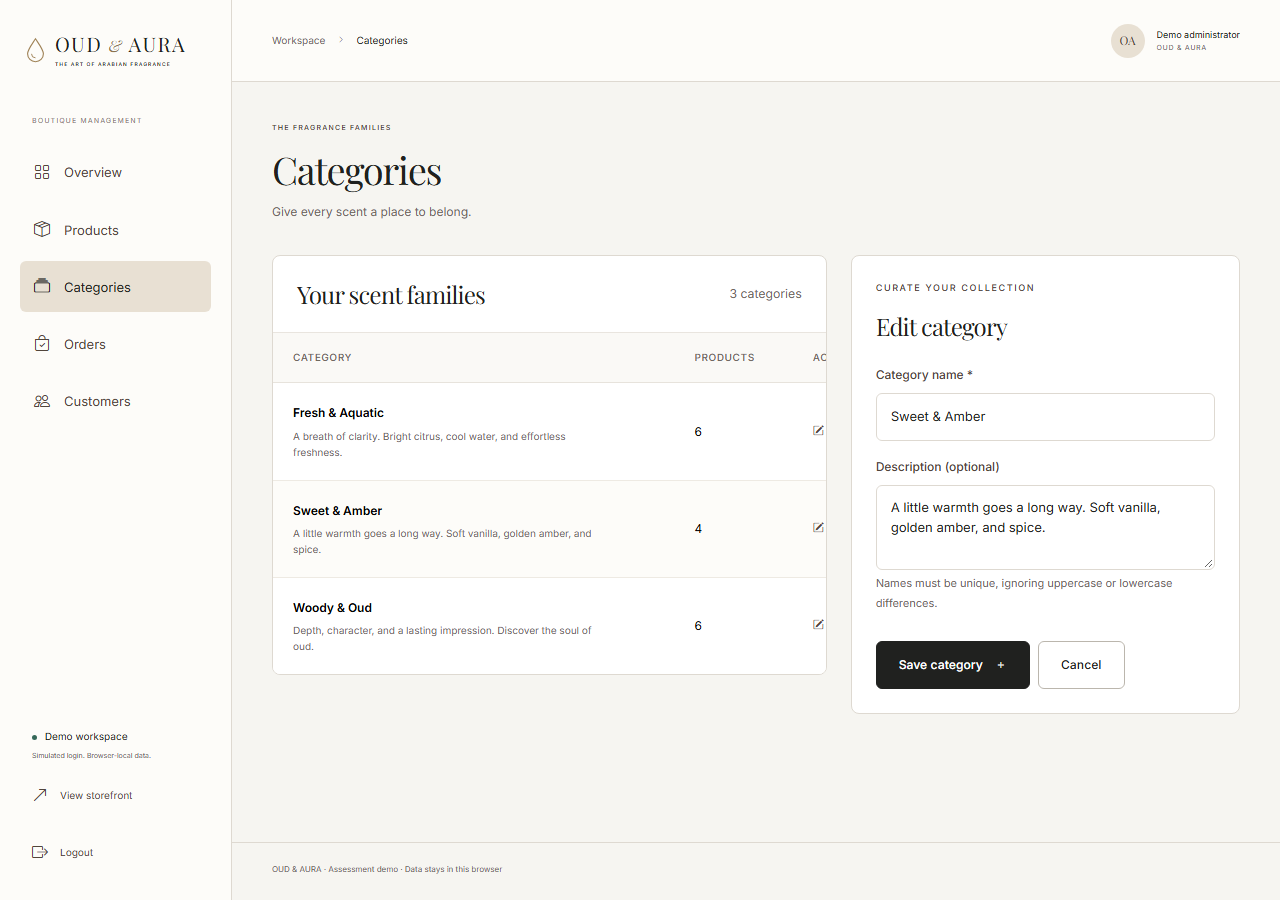 OUD & AURA
THE ART OF ARABIAN FRAGRANCE
BOUTIQUE MANAGEMENT
Overview
Products
Categories
Orders
Customers
Demo workspace
Simulated login. Browser-local data.
View storefront
Logout
Workspace > Categories
OA
Demo administrator
OUD & AURA
THE FRAGRANCE FAMILIES
Categories
Give every scent a place to belong.
Your scent families
3 categories
CATEGORY PRODUCTS AC
Fresh & Aquatic
A breath of clarity. Bright citrus, cool water, and effortless
freshness.
6
Sweet & Amber
A little warmth goes a long way. Soft vanilla, golden amber, and
spice.
4
Woody & Oud
Depth, character, and a lasting impression. Discover the soul of
oud.
6
CURATE YOUR COLLECTION
Edit category
Category name *
Sweet & Amber
Description (optional)
A little warmth goes a long way. Soft vanilla,
golden amber, and spice.
Names must be unique, ignoring uppercase or lowercase
differences.
Save category +
Cancel
OUD & AURA · Assessment demo · Data stays in this browser